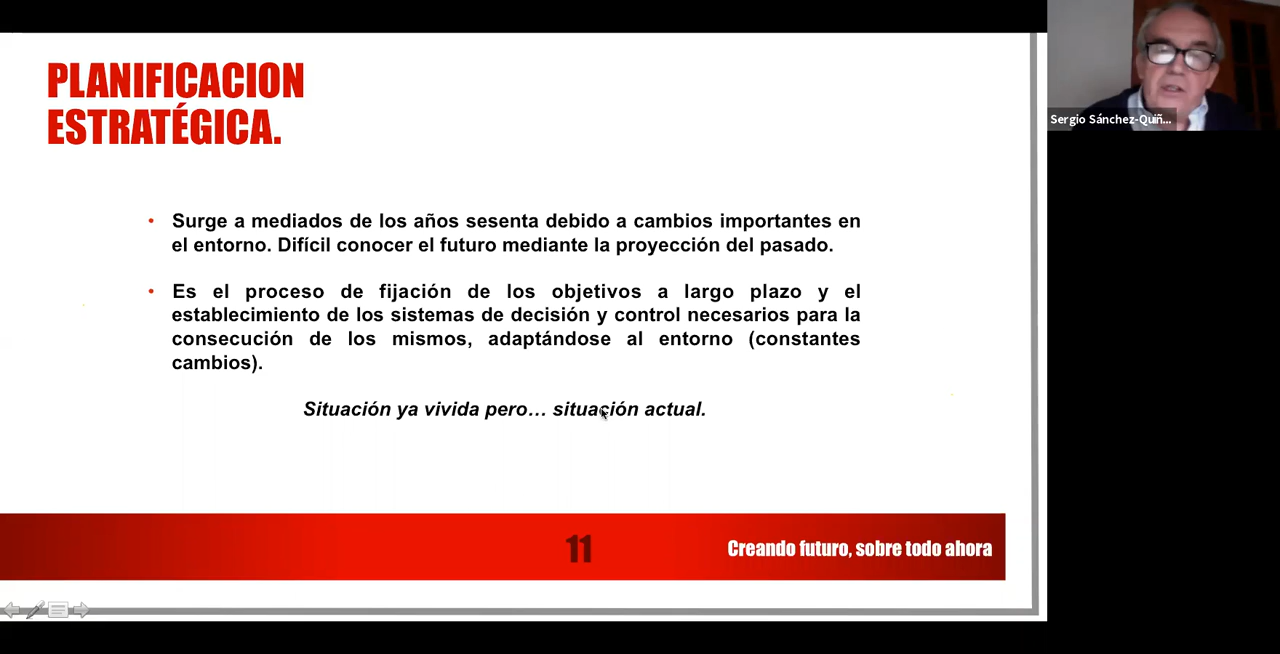 PLANIFICACION
ESTRATÉGICA.
Sergio Sánchez-Quiñ...
• Surge a mediados de los años sesenta debido a cambios importantes en
el entorno. Difícil conocer el futuro mediante la proyección del pasado.
• Es el proceso de fijación de los objetivos a largo plazo y el
establecimiento de los sistemas de decisión y control necesarios para la
consecución de los mismos, adaptándose al entorno (constantes
cambios).
Situación ya vivida pero… situación actual.
11
Creando futuro, sobre todo ahora